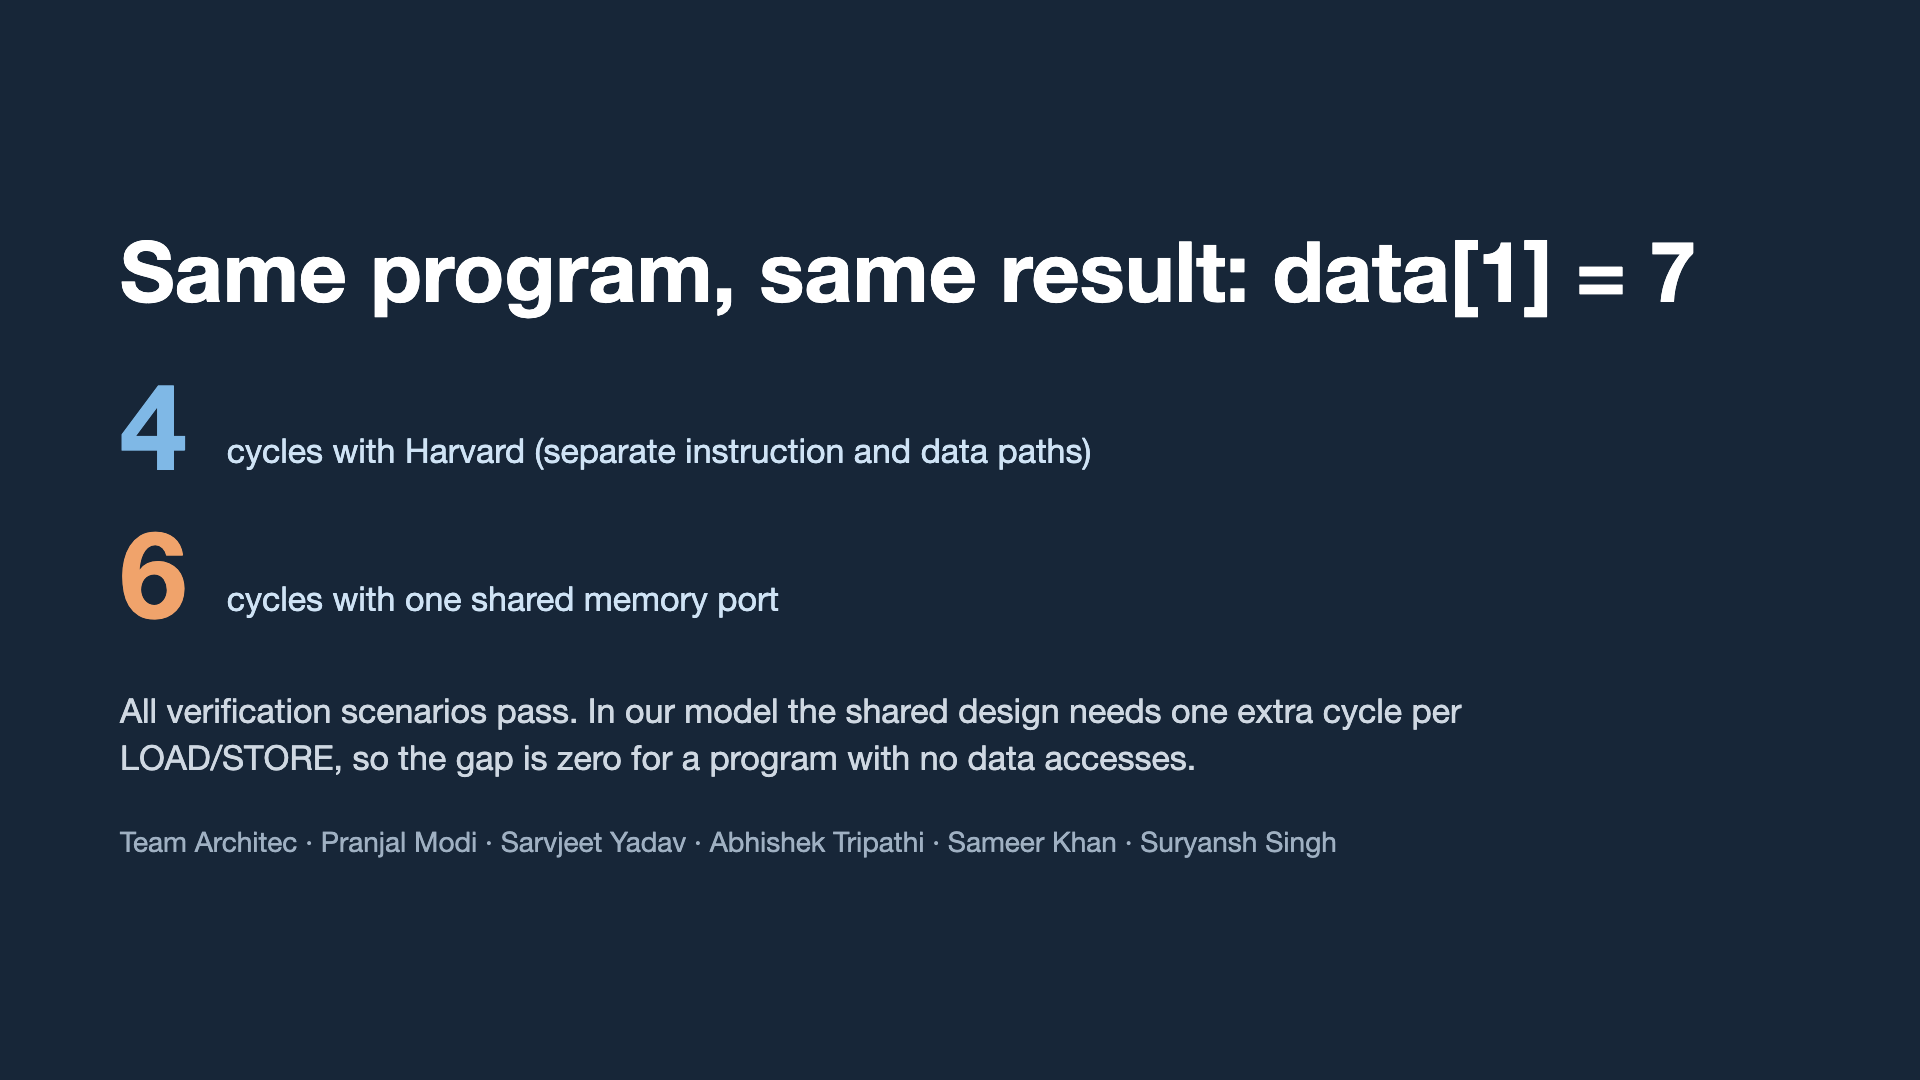 Same program, same result: data[1] = 7
4 cycles with Harvard (separate instruction and data paths)
6 cycles with one shared memory port
All verification scenarios pass. In our model the shared design needs one extra cycle per
LOAD/STORE, so the gap is zero for a program with no data accesses.
Team Architec · Pranjal Modi · Sarvjeet Yadav · Abhishek Tripathi · Sameer Khan · Suryansh Singh